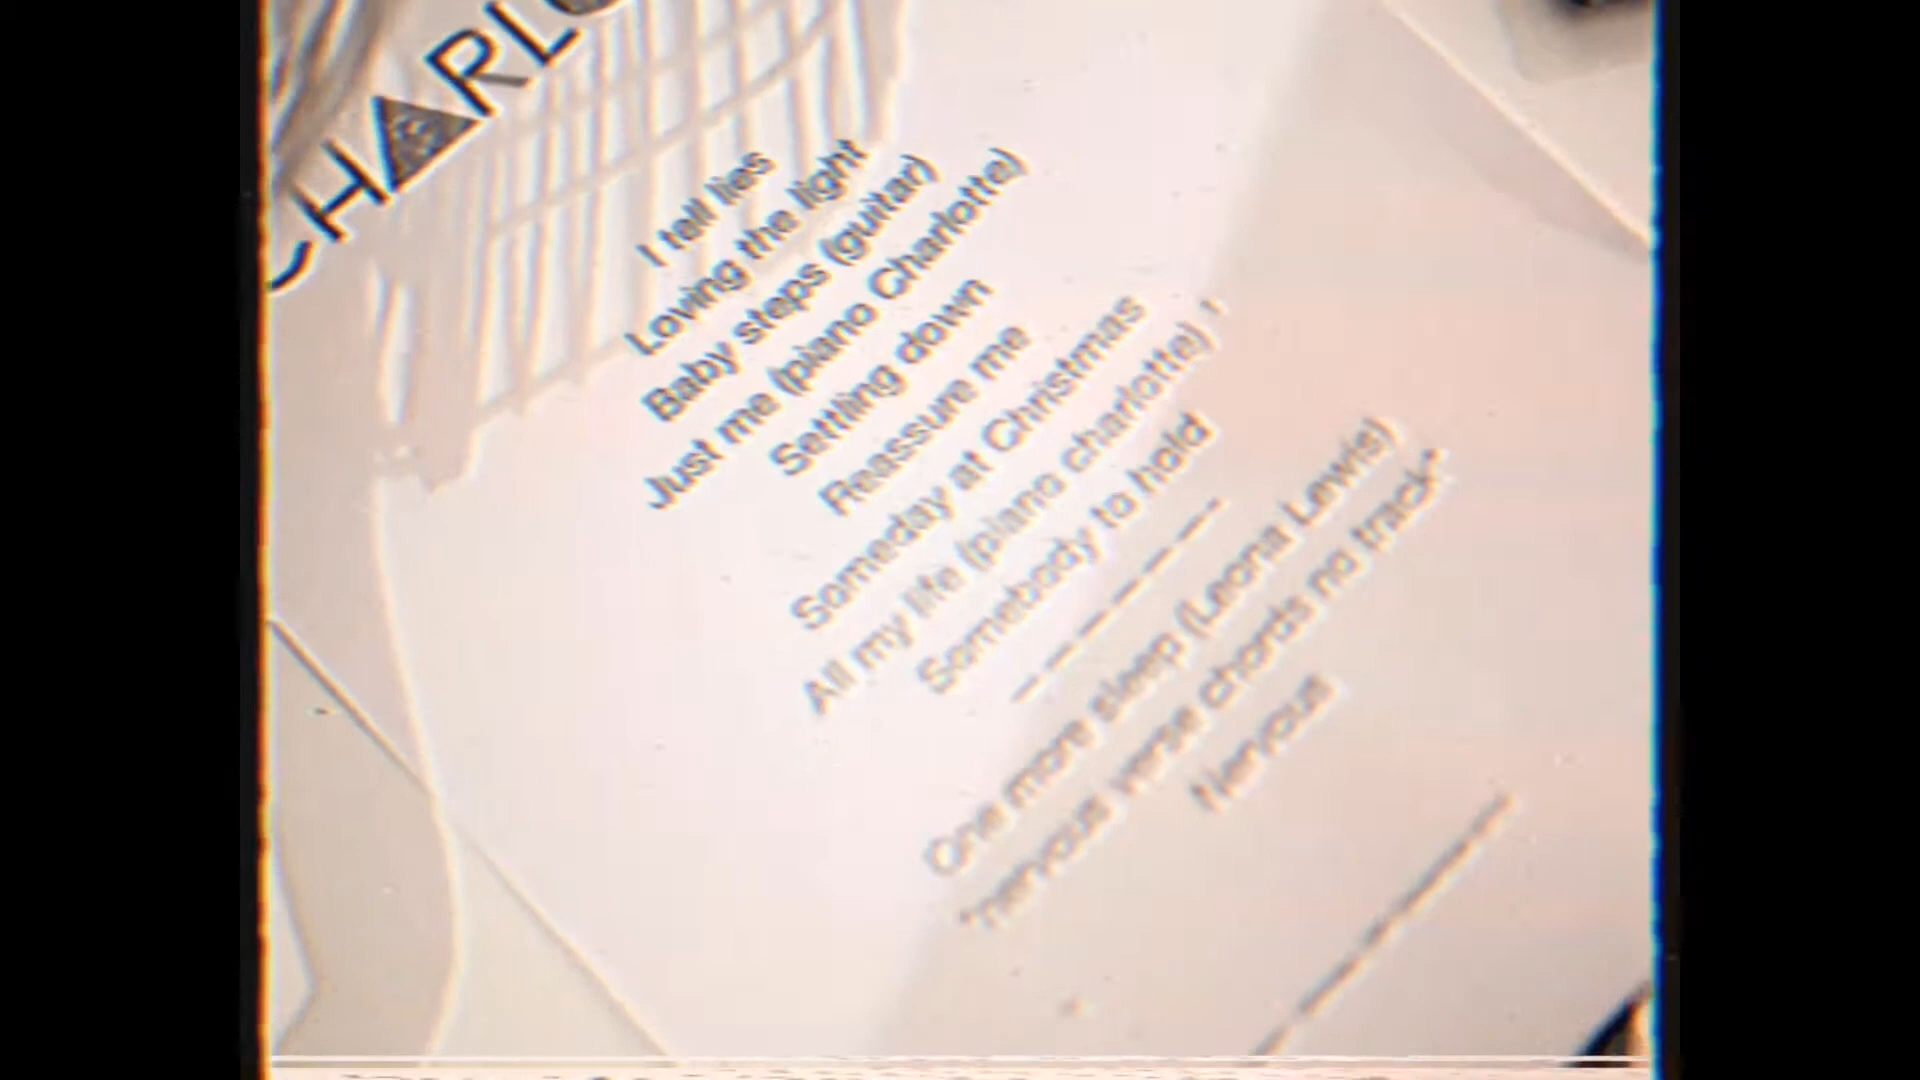 CHARLO
I tell lies
Loving the light
Baby steps (guitar)
Just me (piano Charlotte)
Settling down
Reassure me
Someday at Christmas
All my life (piano charlotte)
Somebody to hold
— — — — — — —
One more sleep (Leona Lewis)
*nervous verse chords no track*
Nervous